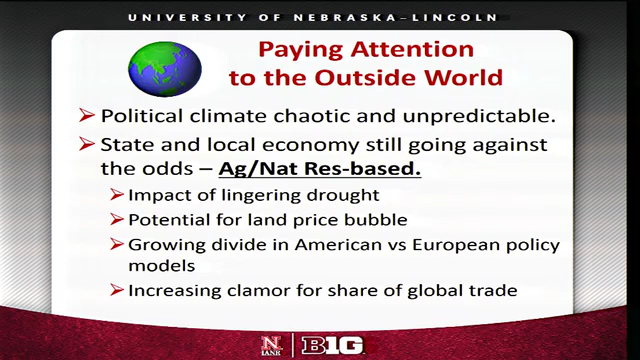 UNIVERSITY OF NEBRASKA–LINCOLN
Paying Attention
to the Outside World
Political climate chaotic and unpredictable.
State and local economy still going against
the odds – Ag/Nat Res-based.
Impact of lingering drought
Potential for land price bubble
Growing divide in American vs European policy
models
Increasing clamor for share of global trade
N
IANR
B1G